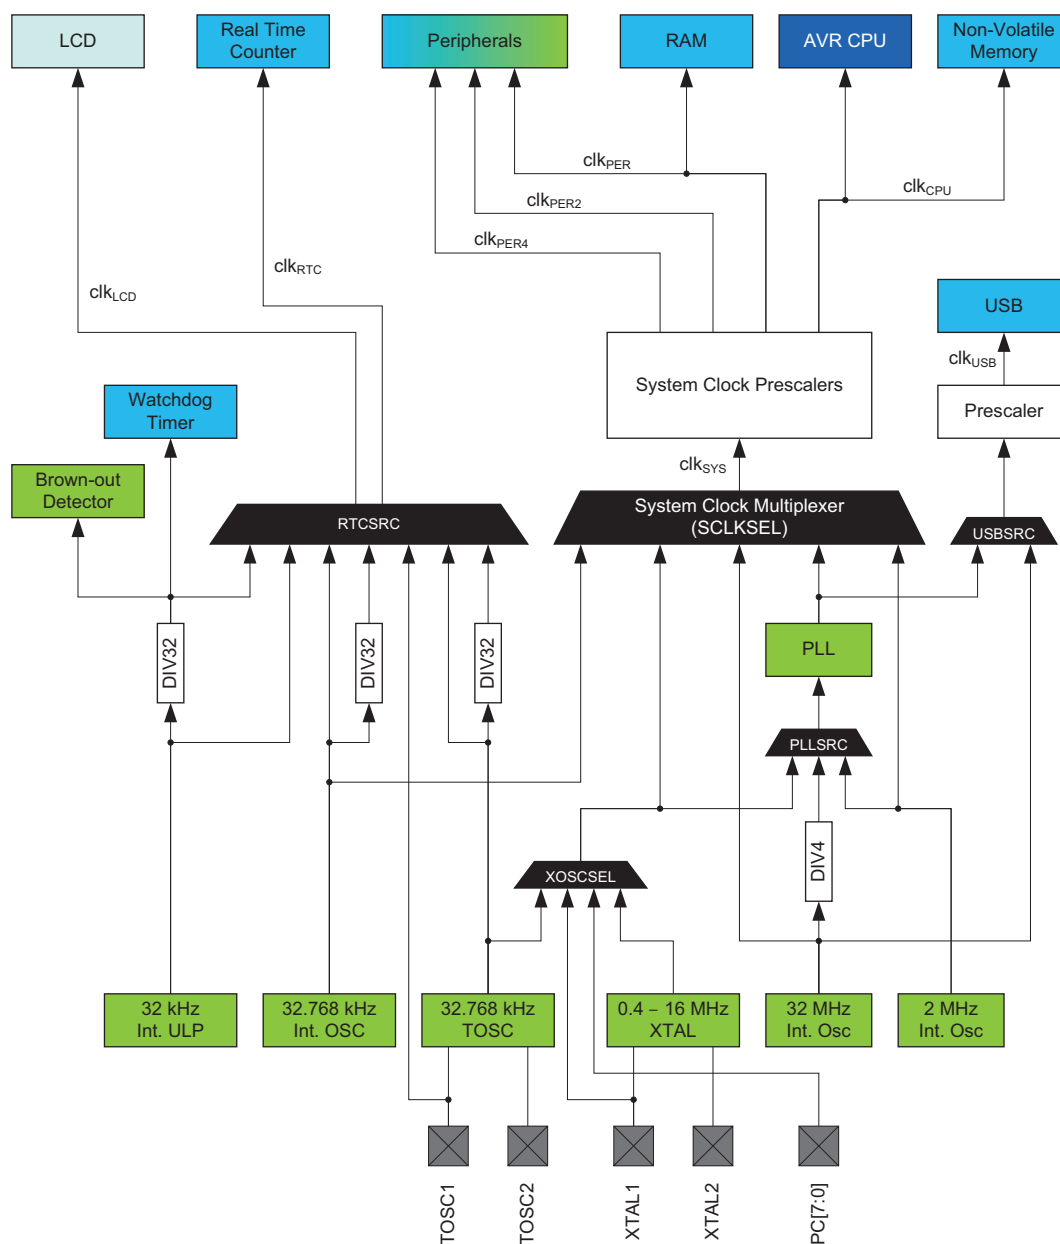 LCD
Real Time
Counter
Peripherals
RAM
AVR CPU
Non-Volatile
Memory
clkPER
clkCPU
clkPER2
clkPER4
clkRTC
clkLCD
USB
clkUSB
System Clock Prescalers
Prescaler
Watchdog
Timer
Brown-out
Detector
clkSYS
RTCSRC
System Clock Multiplexer
(SCLKSEL)
USBSRC
DIV32
DIV32
DIV32
PLL
PLLSRC
DIV4
XOSCSEL
32 kHz
Int. ULP
32.768 kHz
Int. OSC
32.768 kHz
TOSC
0.4 – 16 MHz
XTAL
32 MHz
Int. Osc
2 MHz
Int. Osc
TOSC1
TOSC2
XTAL1
XTAL2
PC[7:0]